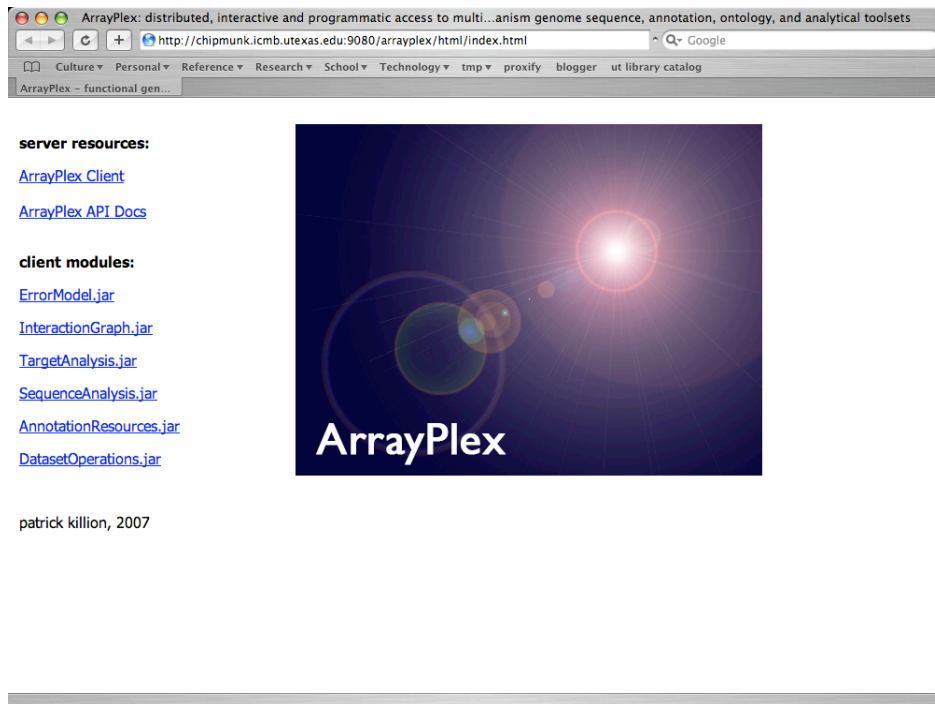 ArrayPlex: distributed, interactive and programmatic access to multi...anism genome sequence, annotation, ontology, and analytical toolsets
http://chipmunk.icmb.utexas.edu:9080/arrayplex/html/index.html
Google
Culture Personal Reference Research School Technology tmp proxify blogger ut library catalog
ArrayPlex – functional gen...
server resources:
ArrayPlex Client
ArrayPlex API Docs
client modules:
ErrorModel.jar
InteractionGraph.jar
TargetAnalysis.jar
SequenceAnalysis.jar
AnnotationResources.jar
DatasetOperations.jar
ArrayPlex
patrick killion, 2007